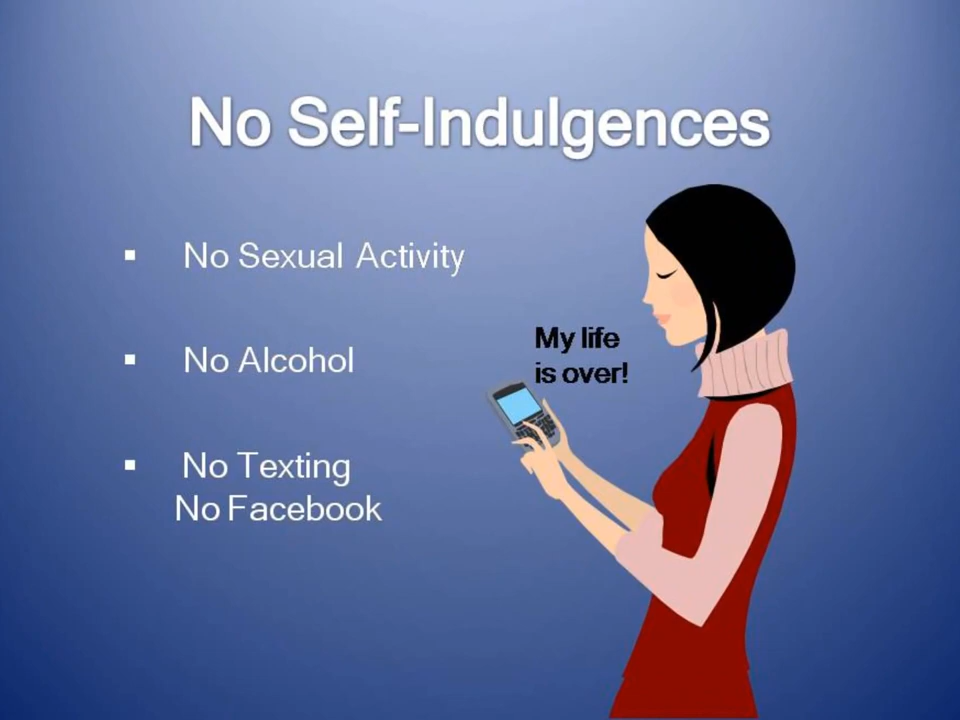 No Self-Indulgences
▪ No Sexual Activity
▪ No Alcohol
▪ No Texting
No Facebook
My life
is over!